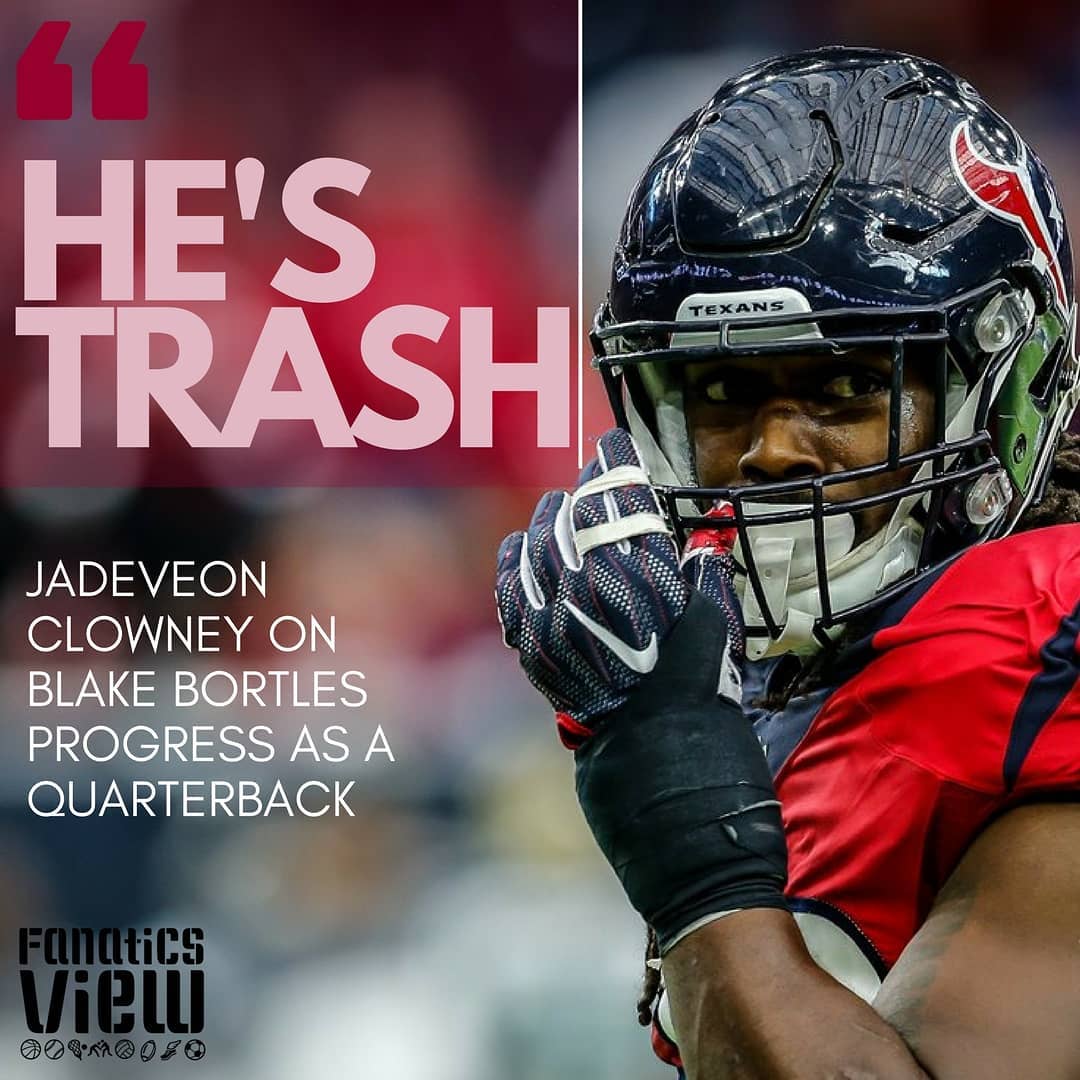 “
HE'S
TRASH
JADEVEON
CLOWNEY ON
BLAKE BORTLES
PROGRESS AS A
QUARTERBACK
FANATICS
VIEW
TEXANS